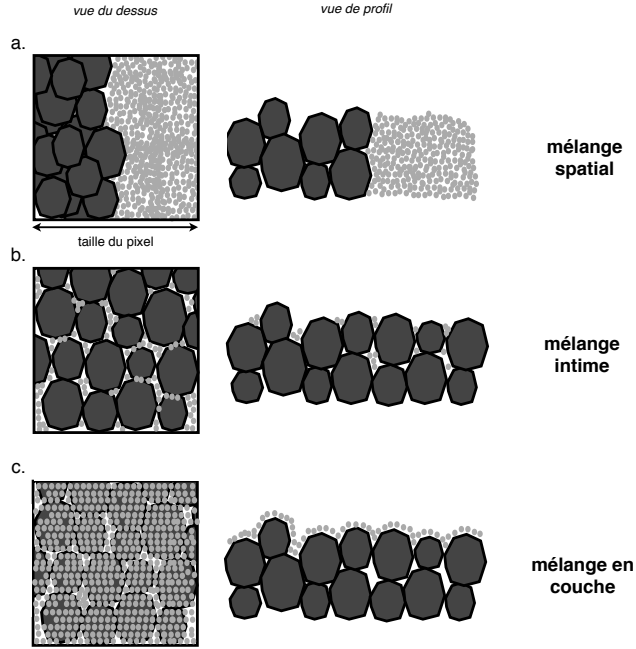 vue du dessus
vue de profil
a.
mélange
spatial
taille du pixel
b.
mélange
intime
c.
mélange en
couche